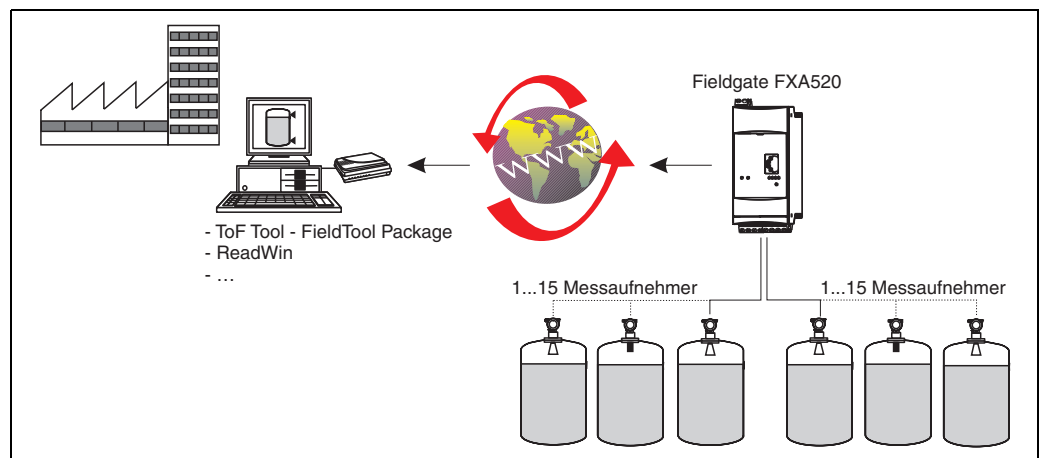 Fieldgate FXA520
WWW
- ToF Tool - FieldTool Package
- ReadWin
- …
1...15 Messaufnehmer
1...15 Messaufnehmer